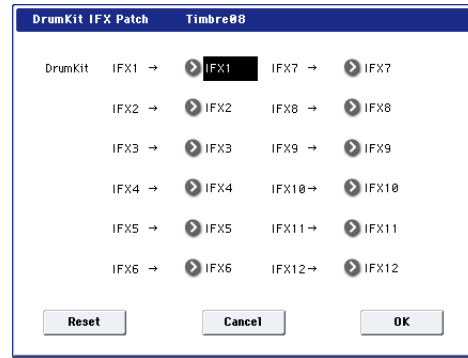 DrumKit IFX Patch Timbre08
DrumKit IFX1 → IFX1 IFX7 → IFX7
IFX2 → IFX2 IFX8 → IFX8
IFX3 → IFX3 IFX9 → IFX9
IFX4 → IFX4 IFX10→ IFX10
IFX5 → IFX5 IFX11→ IFX11
IFX6 → IFX6 IFX12→ IFX12
Reset Cancel OK